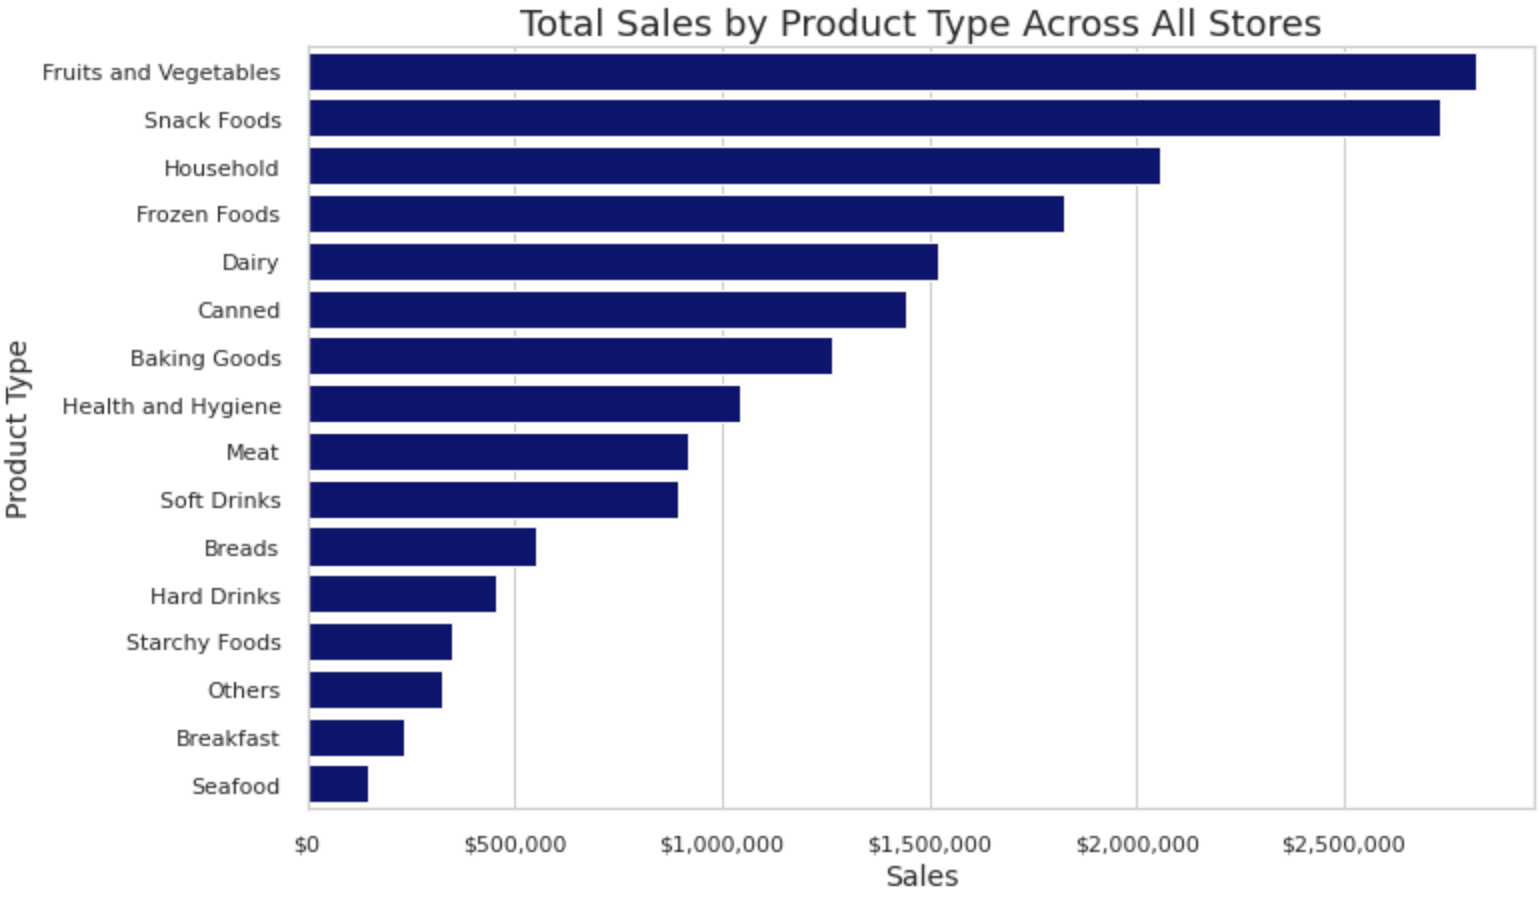 Total Sales by Product Type Across All Stores
Product Type
Fruits and Vegetables
Snack Foods
Household
Frozen Foods
Dairy
Canned
Baking Goods
Health and Hygiene
Meat
Soft Drinks
Breads
Hard Drinks
Starchy Foods
Others
Breakfast
Seafood
$0 $500,000 $1,000,000 $1,500,000 $2,000,000 $2,500,000
Sales